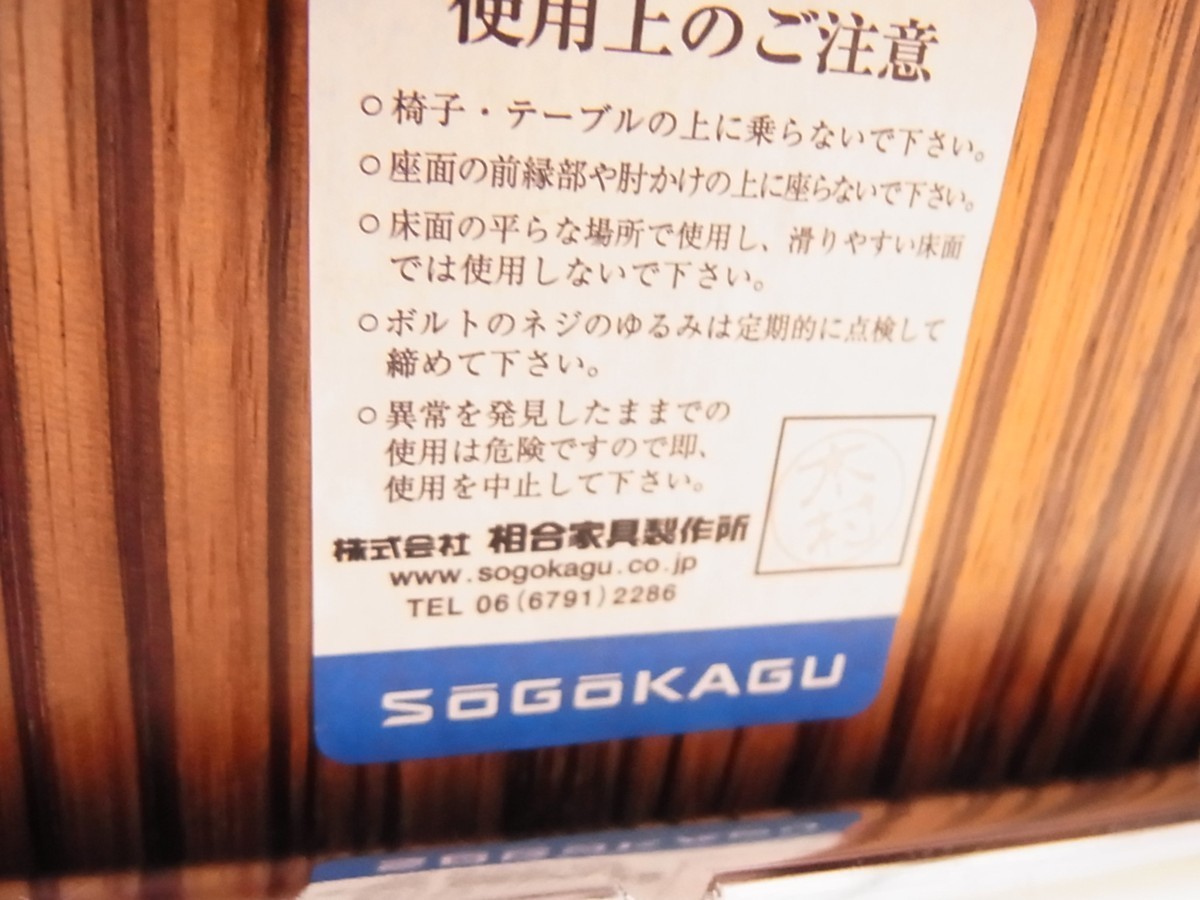 使用上のご注意
○椅子・テーブルの上に乗らないで下さい。
○座面の前縁部や肘かけの上に座らないで下さい。
○床面の平らな場所で使用し、滑りやすい床面
では使用しないで下さい。
○ボルトのネジのゆるみは定期的に点検して
締めて下さい。
○異常を発見したままでの
使用は危険ですので即、
使用を中止して下さい。
木村
株式会社 相合家具製作所
www.sogokagu.co.jp
TEL 06(6791)2286
SŌGŌKAGU